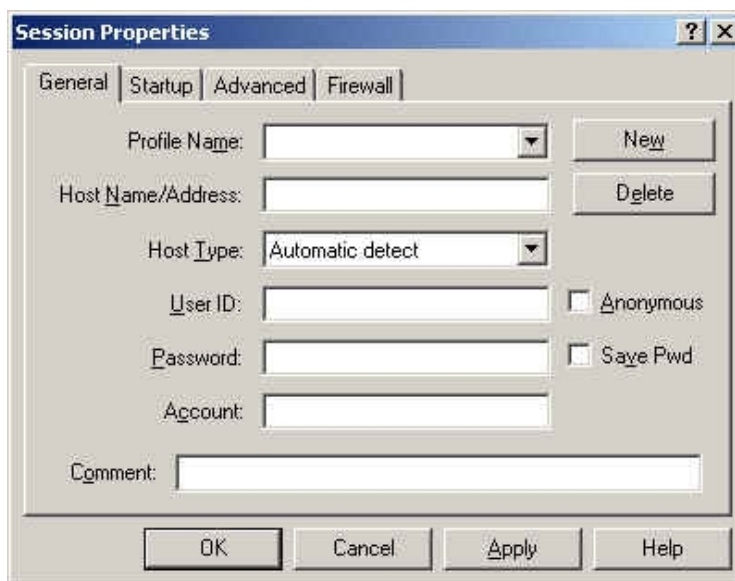 Session Properties
General Startup Advanced Firewall
Profile Name: New
Host Name/Address: Delete
Host Type: Automatic detect
User ID: Anonymous
Password: Save Pwd
Account:
Comment:
OK Cancel Apply Help